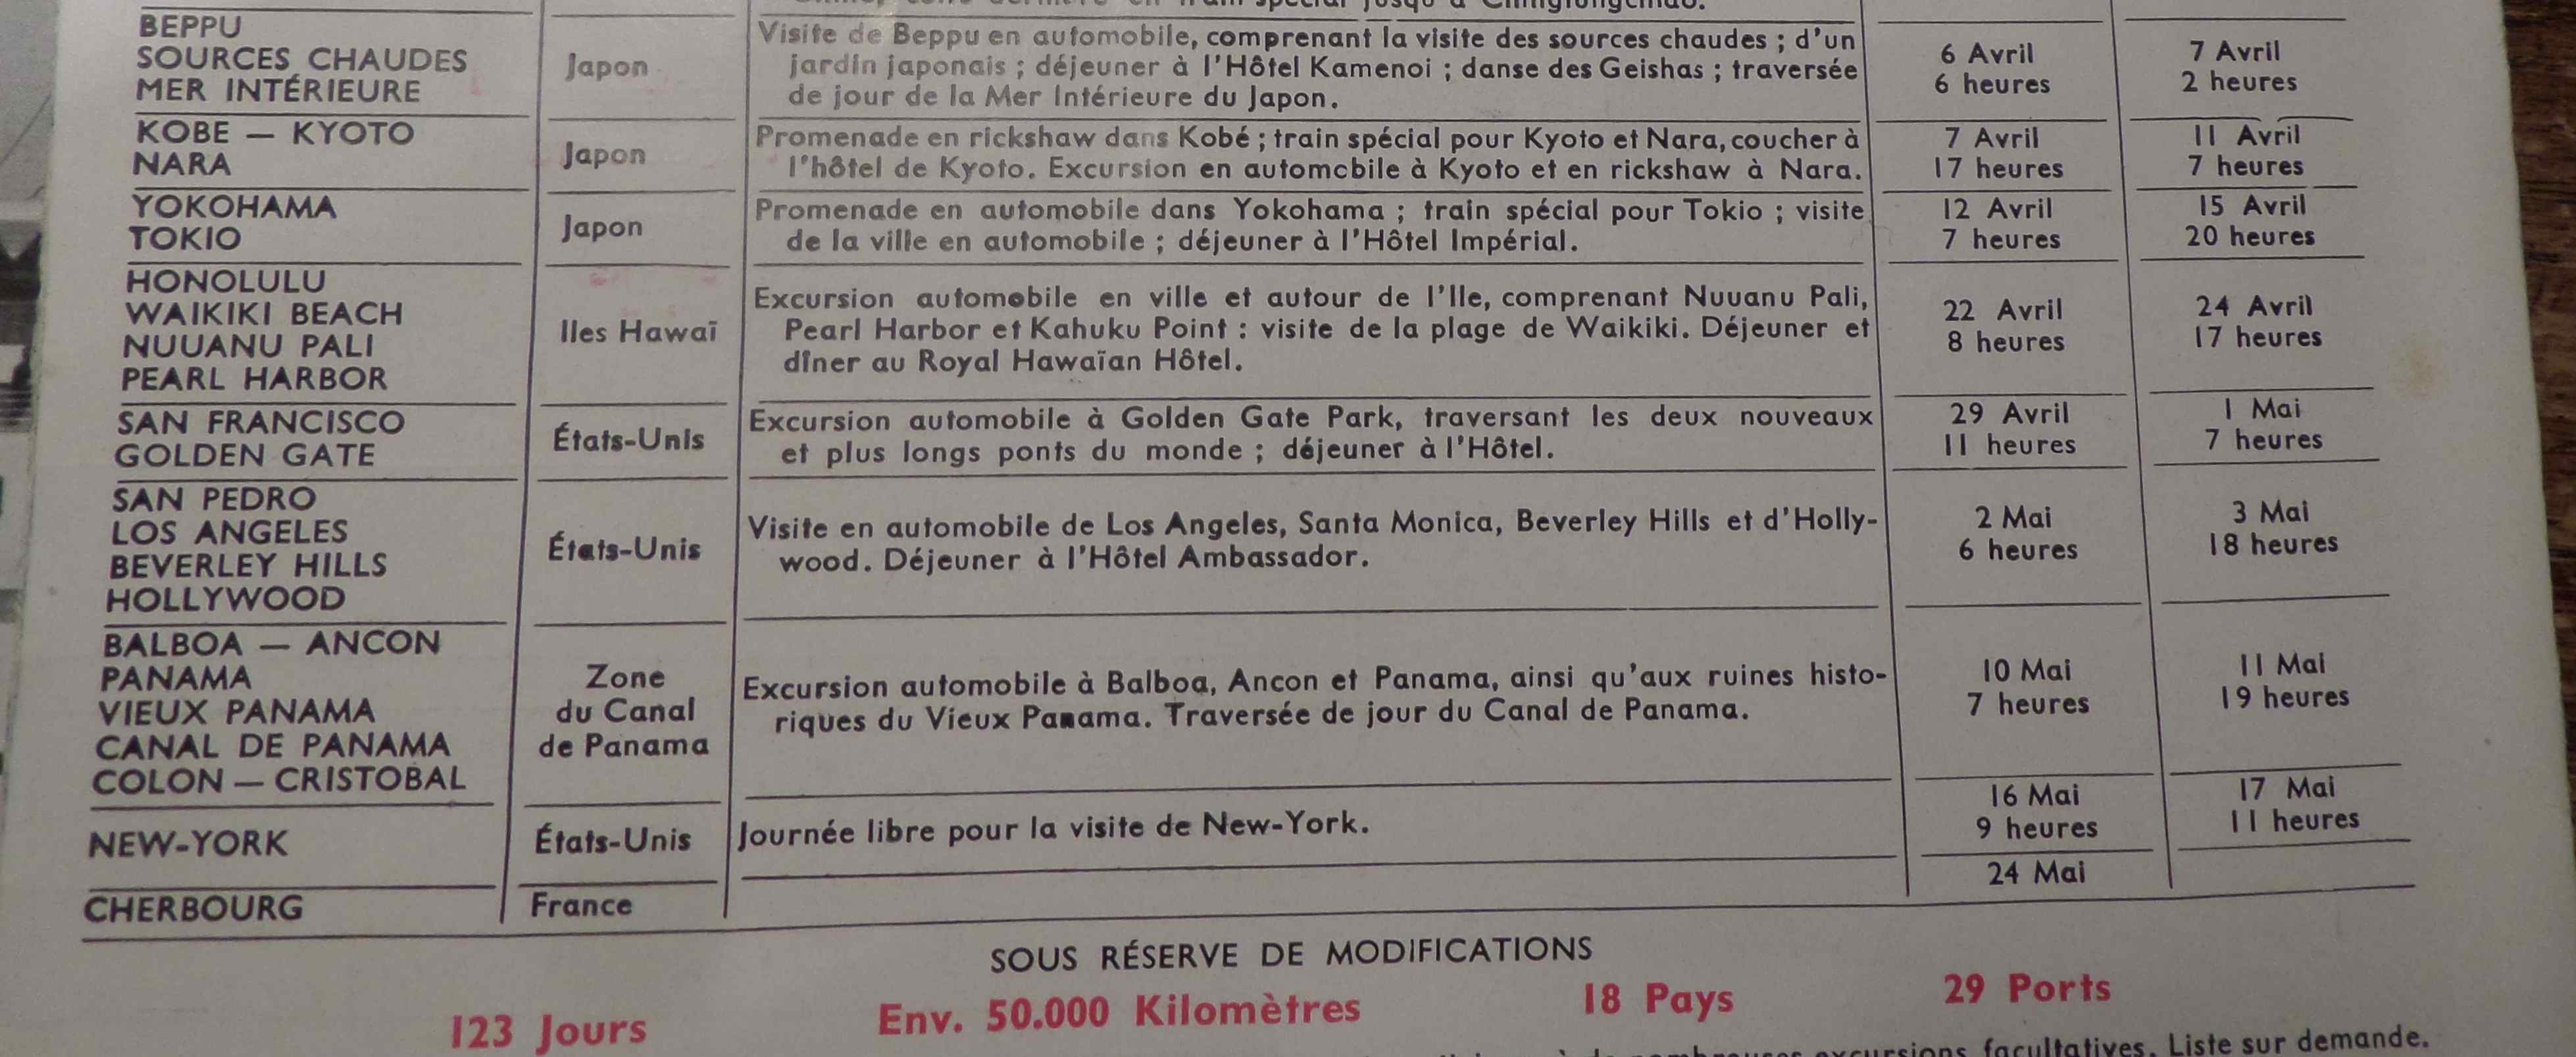 BEPPU
SOURCES CHAUDES
MER INTÉRIEURE
Japon
Visite de Beppu en automobile, comprenant la visite des sources chaudes ; d'un
jardin japonais ; déjeuner à l'Hôtel Kamenoi ; danse des Geishas ; traversée
de jour de la Mer Intérieure du Japon.
6 Avril
6 heures
7 Avril
2 heures
KOBE — KYOTO
NARA
Japon
Promenade en rickshaw dans Kobé ; train spécial pour Kyoto et Nara, coucher à
l'hôtel de Kyoto. Excursion en automobile à Kyoto et en rickshaw à Nara.
7 Avril
17 heures
11 Avril
7 heures
YOKOHAMA
TOKIO
Japon
Promenade en automobile dans Yokohama ; train spécial pour Tokio ; visite
de la ville en automobile ; déjeuner à l'Hôtel Impérial.
12 Avril
7 heures
15 Avril
20 heures
HONOLULU
WAIKIKI BEACH
NUUANU PALI
PEARL HARBOR
Iles Hawaï
Excursion automobile en ville et autour de l'Ile, comprenant Nuuanu Pali,
Pearl Harbor et Kahuku Point : visite de la plage de Waikiki. Déjeuner et
dîner au Royal Hawaïan Hôtel.
22 Avril
8 heures
24 Avril
17 heures
SAN FRANCISCO
GOLDEN GATE
États-Unis
Excursion automobile à Golden Gate Park, traversant les deux nouveaux
et plus longs ponts du monde ; déjeuner à l'Hôtel.
29 Avril
11 heures
1 Mai
7 heures
SAN PEDRO
LOS ANGELES
BEVERLEY HILLS
HOLLYWOOD
États-Unis
Visite en automobile de Los Angeles, Santa Monica, Beverley Hills et d'Holly-
wood. Déjeuner à l'Hôtel Ambassador.
2 Mai
6 heures
3 Mai
18 heures
BALBOA — ANCON
PANAMA
VIEUX PANAMA
CANAL DE PANAMA
COLON — CRISTOBAL
Zone
du Canal
de Panama
Excursion automobile à Balboa, Ancon et Panama, ainsi qu'aux ruines histo-
riques du Vieux Panama. Traversée de jour du Canal de Panama.
10 Mai
7 heures
11 Mai
19 heures
NEW-YORK
États-Unis
Journée libre pour la visite de New-York.
16 Mai
9 heures
17 Mai
11 heures
CHERBOURG
France
24 Mai
SOUS RÉSERVE DE MODIFICATIONS
123 Jours
Env. 50.000 Kilomètres
18 Pays
29 Ports
excursions facultatives. Liste sur demande.